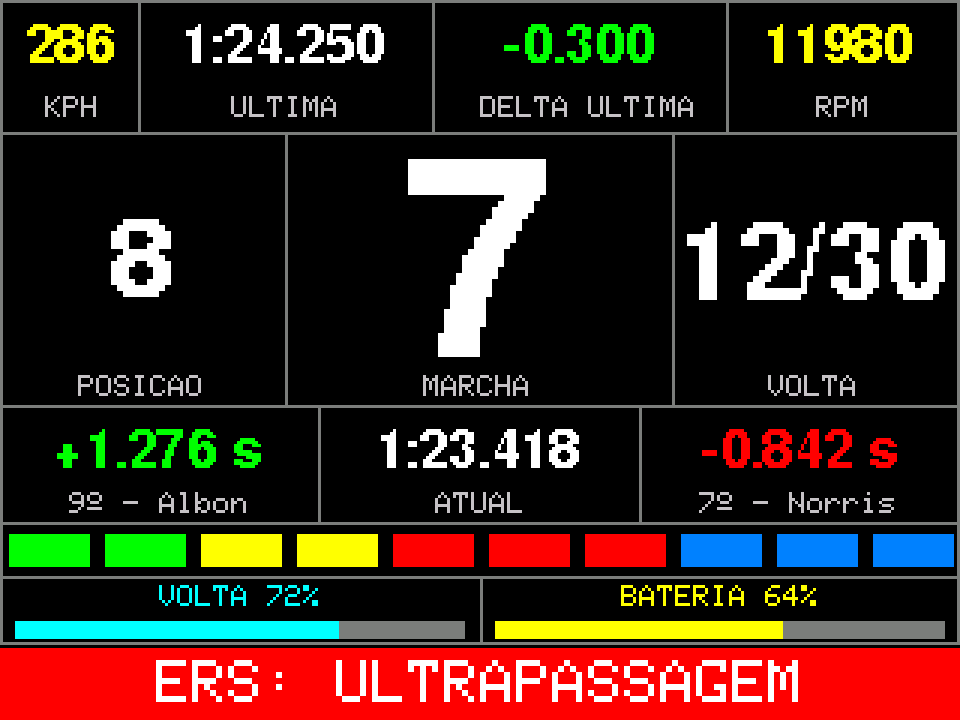 286 1:24.250 -0.300 11980
KPH ULTIMA DELTA ULTIMA RPM
8 7 12/30
POSICAO MARCHA VOLTA
+1.276 s 1:23.418 -0.842 s
9º - Albon ATUAL 7º - Norris
VOLTA 72% BATERIA 64%
ERS: ULTRAPASSAGEM